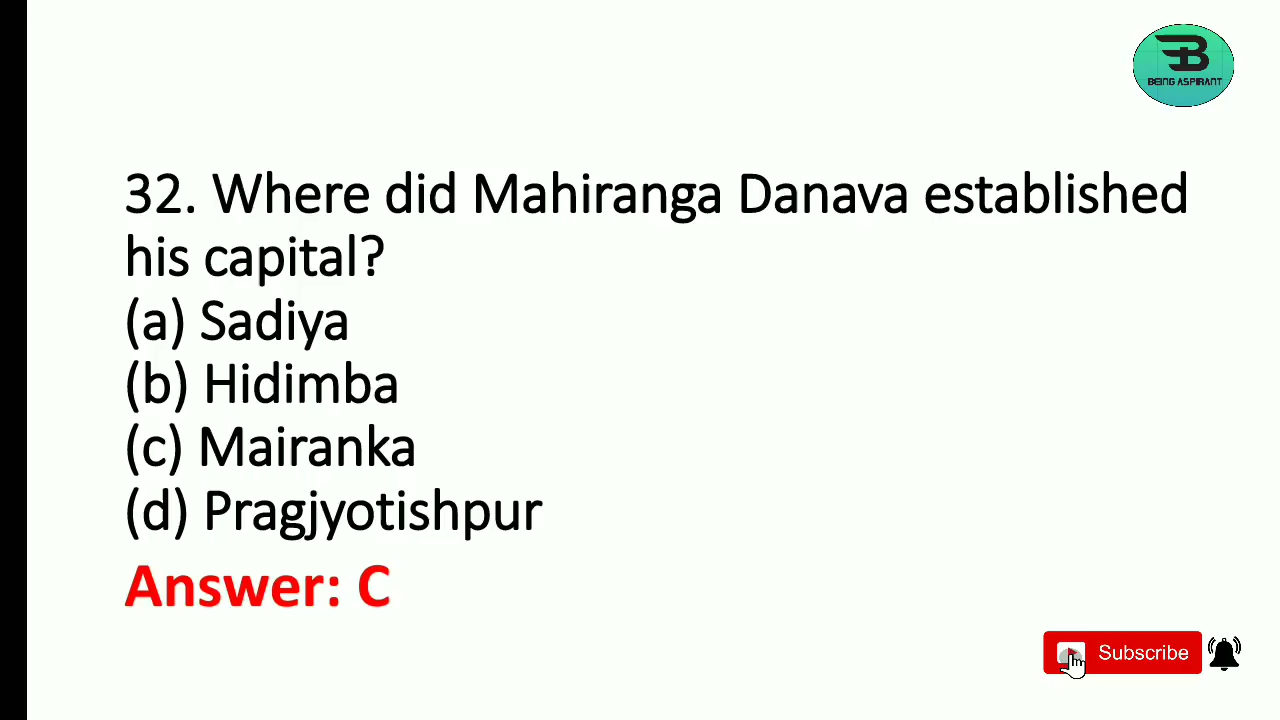 BEING ASPIRANT
32. Where did Mahiranga Danava established
his capital?
(a) Sadiya
(b) Hidimba
(c) Mairanka
(d) Pragjyotishpur
Answer: C
Subscribe